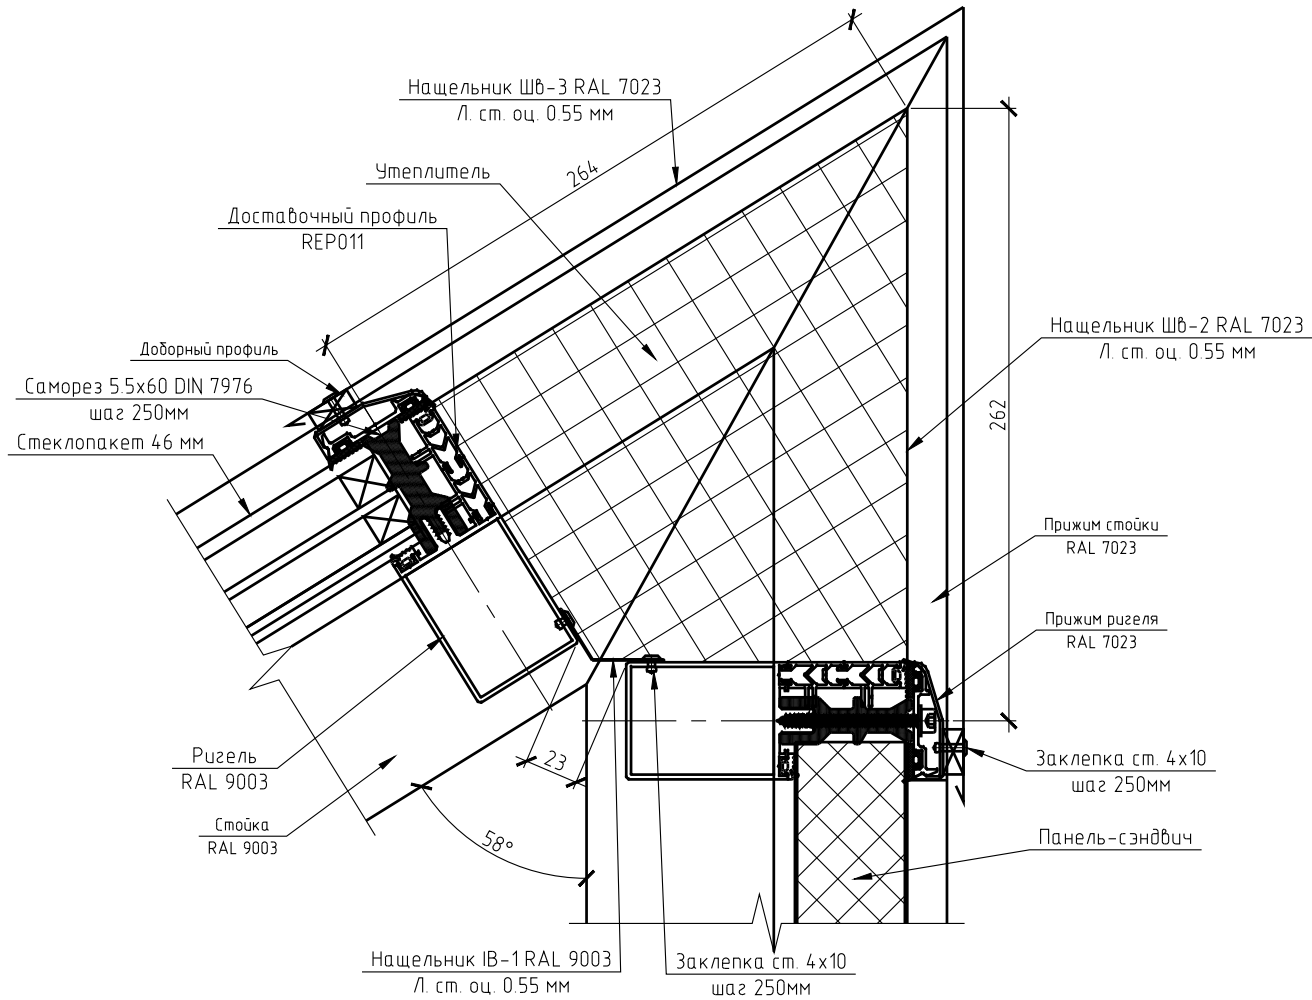 Нащельник Шв-3 RAL 7023
Л. ст. оц. 0.55 мм
264
Утеплитель
Доставочный профиль
REP011
262
Нащельник Шв-2 RAL 7023
Л. ст. оц. 0.55 мм
Доборный профиль
Саморез 5.5х60 DIN 7976
шаг 250мм
Стеклопакет 46 мм
Прижим стойки
RAL 7023
Прижим ригеля
RAL 7023
Ригель
RAL 9003
23
Заклепка ст. 4х10
шаг 250мм
Стойка
RAL 9003
58°
Панель-сэндвич
Нащельник IВ-1 RAL 9003
Л. ст. оц. 0.55 мм
Заклепка ст. 4х10
шаг 250мм